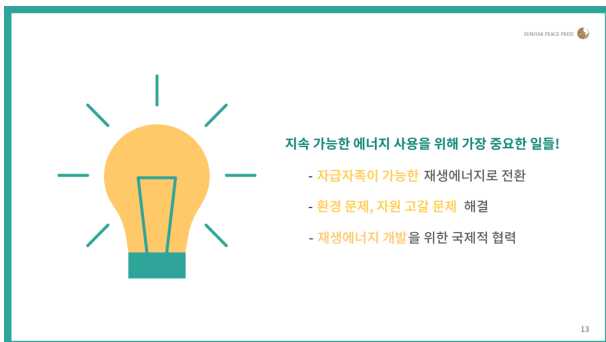 SUNHAK PEACE PRIZE
지속 가능한 에너지 사용을 위해 가장 중요한 일들!
- 자급자족이 가능한 재생에너지로 전환
- 환경 문제, 자원 고갈 문제 해결
- 재생에너지 개발을 위한 국제적 협력
13